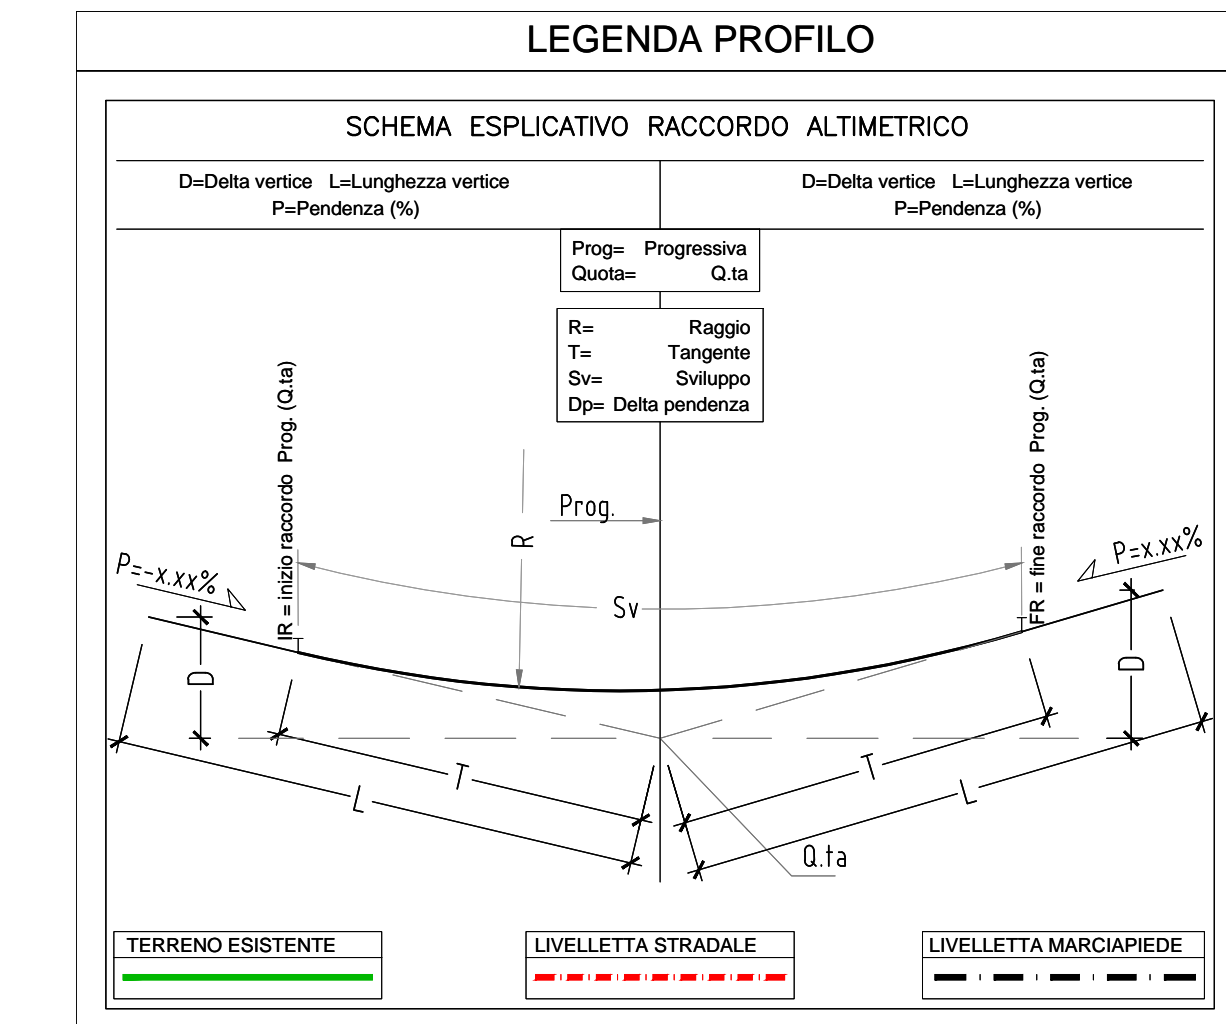 LEGENDA PROFILO
SCHEMA ESPLICATIVO RACCORDO ALTIMETRICO
D=Delta vertice L=Lunghezza vertice
P=Pendenza (%)
D=Delta vertice L=Lunghezza vertice
P=Pendenza (%)
Prog= Progressiva
Quota= Q.ta
R= Raggio
T= Tangente
Sv= Sviluppo
Dp= Delta pendenza
IR = inizio raccordo Prog. (Q.ta)
FR = fine raccordo Prog. (Q.ta)
Prog.
R
P=-x.xx%
P=x.xx%
Sv
D
D
T
T
L
L
Q.ta
TERRENO ESISTENTE
LIVELLETTA STRADALE
LIVELLETTA MARCIAPIEDE